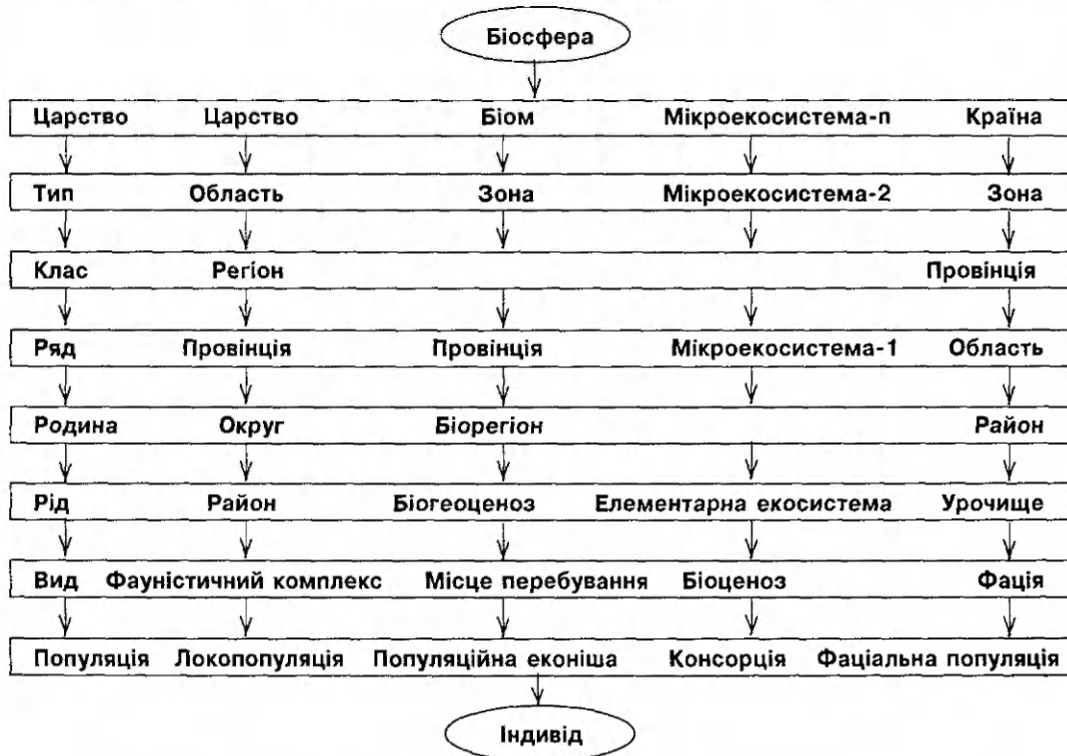 Біосфера
Царство Царство Біом Мікроекосистема-п Країна
Тип Область Зона Мікроекосистема-2 Зона
Клас Регіон Провінція
Ряд Провінція Провінція Мікроекосистема-1 Область
Родина Округ Біорегіон Район
Рід Район Біогеоценоз Елементарна екосистема Урочище
Вид Фауністичний комплекс Місце перебування Біоценоз Фація
Популяція Локопопуляція Популяційна еконіша Консорція Фаціальна популяція
Індивід